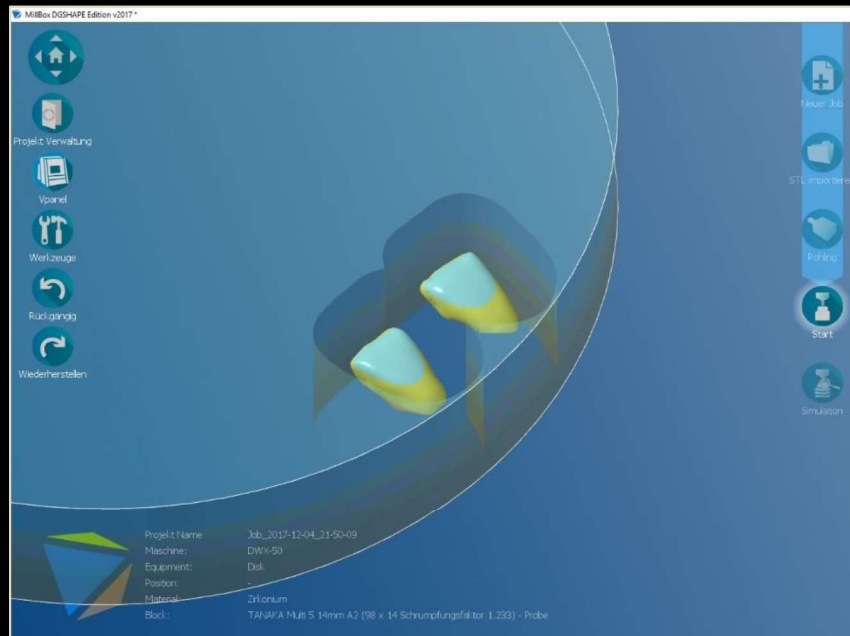 MillBox DGSHAPE Edition v2017 *
Projekt Verwaltung
Vpanel
Werkzeuge
Rückgängig
Wiederherstellen
Neuer Job
STL importiere
Rohling
Start
Simulation
Projekt Name: Job_2017-12-04_21-50-09
Maschine: DWX-50
Equipment: Disk
Position: -
Material: Zirkonium
Block: TANAKA Multi 5 14mm A2 (98 x 14 Schrumpfungsfaktor 1.233) - Probe